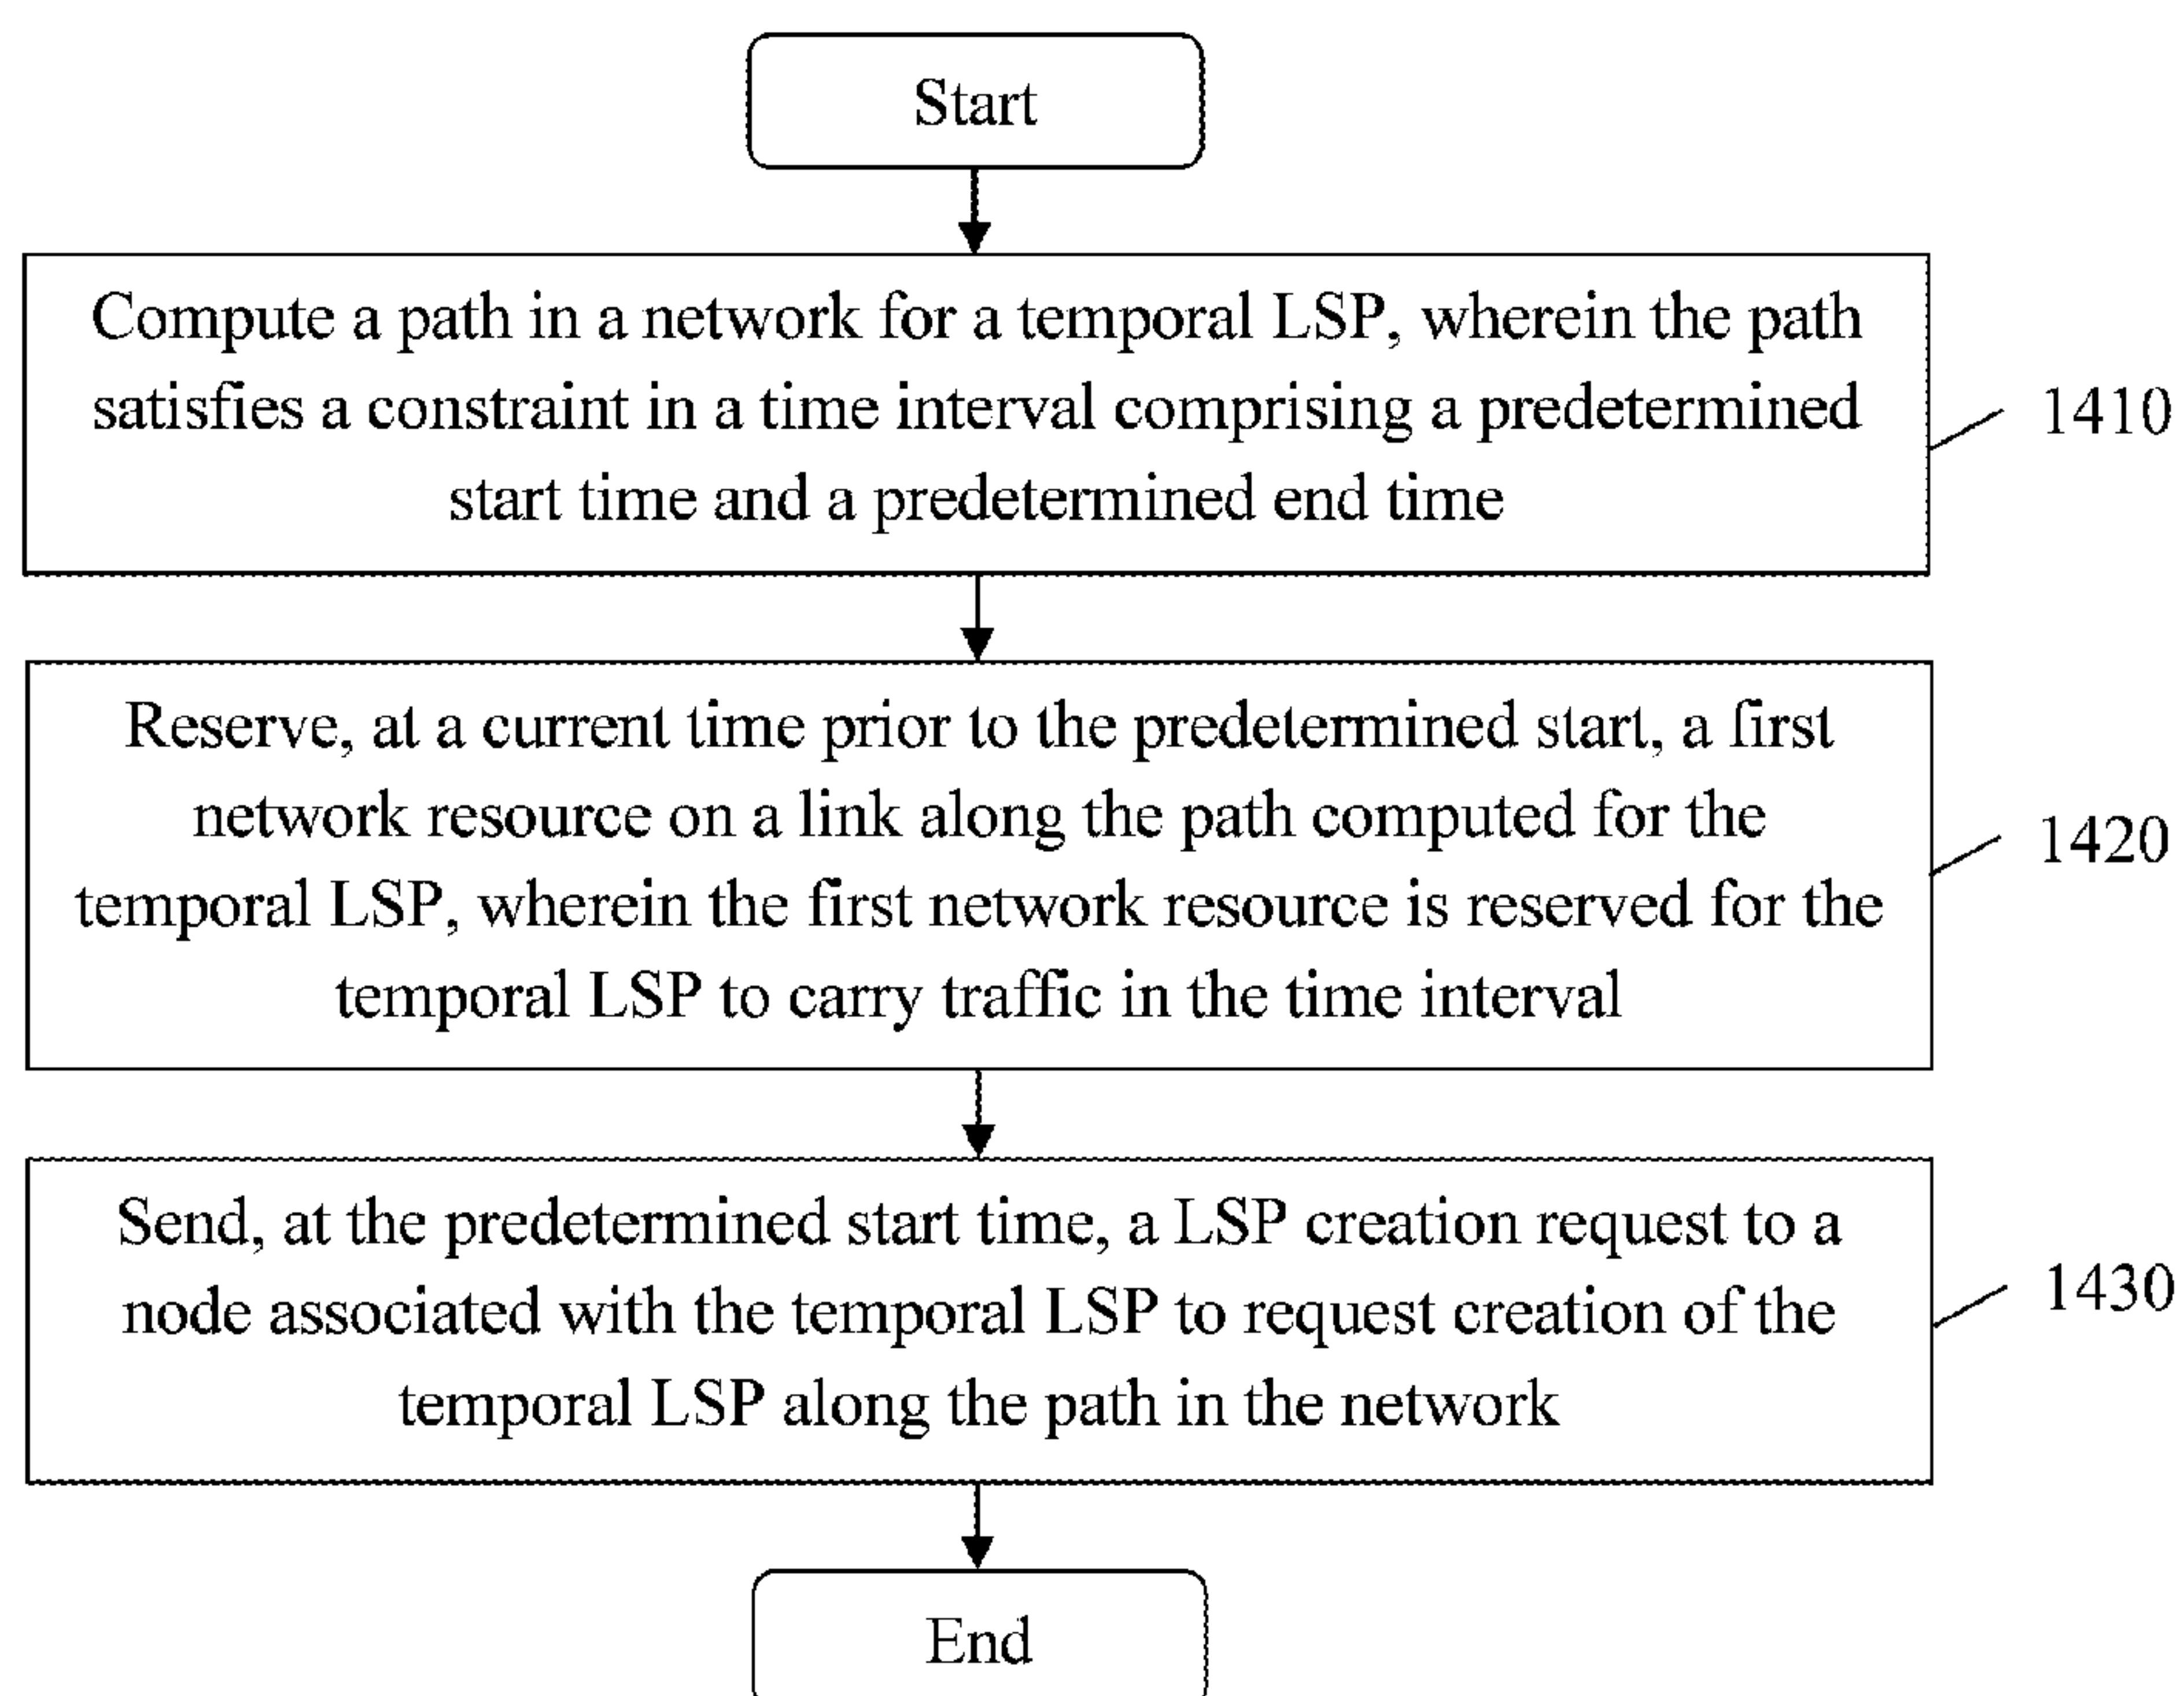 Start
Compute a path in a network for a temporal LSP, wherein the path
satisfies a constraint in a time interval comprising a predetermined
start time and a predetermined end time
1410
Reserve, at a current time prior to the predetermined start, a first
network resource on a link along the path computed for the
temporal LSP, wherein the first network resource is reserved for the
temporal LSP to carry traffic in the time interval
1420
Send, at the predetermined start time, a LSP creation request to a
node associated with the temporal LSP to request creation of the
temporal LSP along the path in the network
1430
End